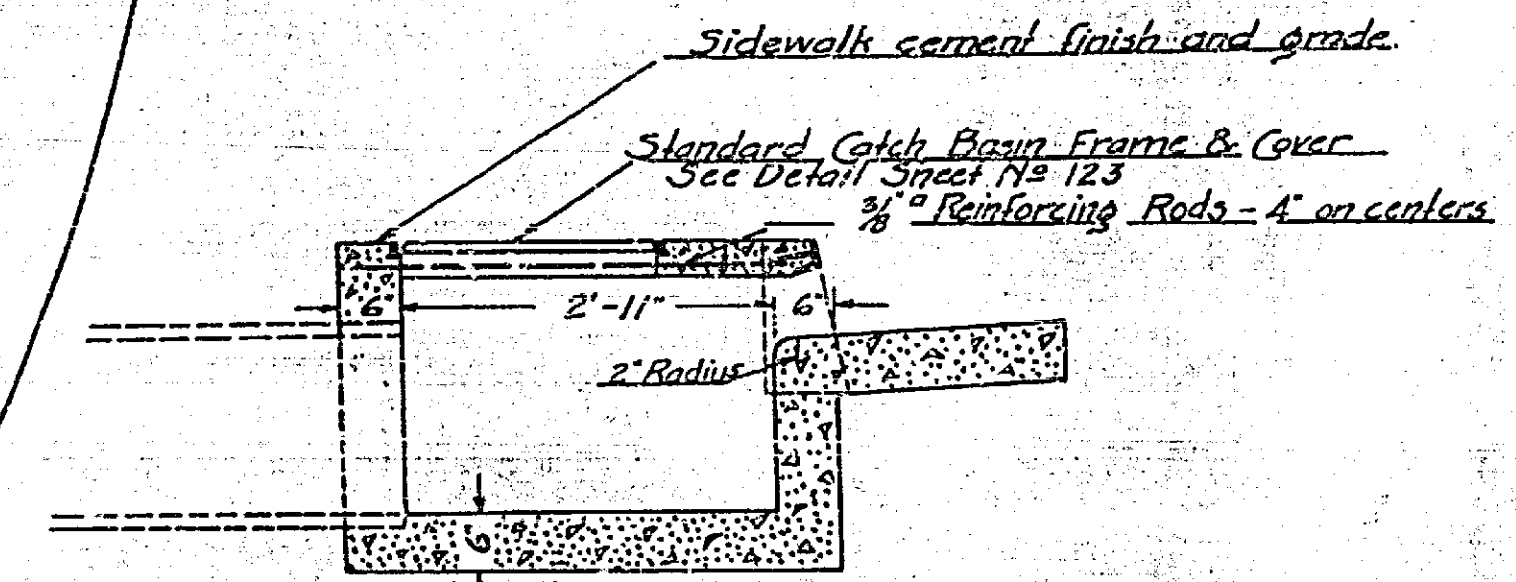 Sidewalk cement finish and grade.
Standard Catch Basin Frame & Cover
See Detail Sheet Nº 123
3/8"□ Reinforcing Rods - 4" on centers
6" 2'-11" 6"
2" Radius
6"